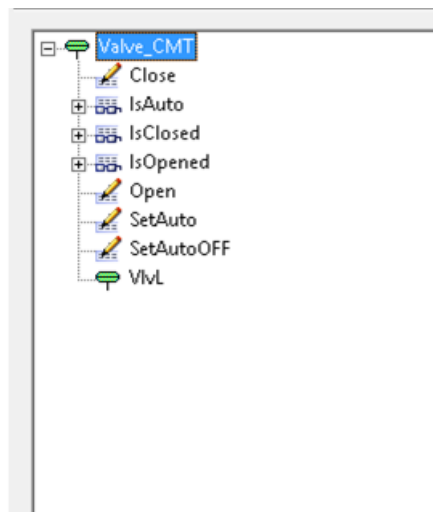 Valve_CMT
Close
IsAuto
IsClosed
IsOpened
Open
SetAuto
SetAutoOFF
VlvL